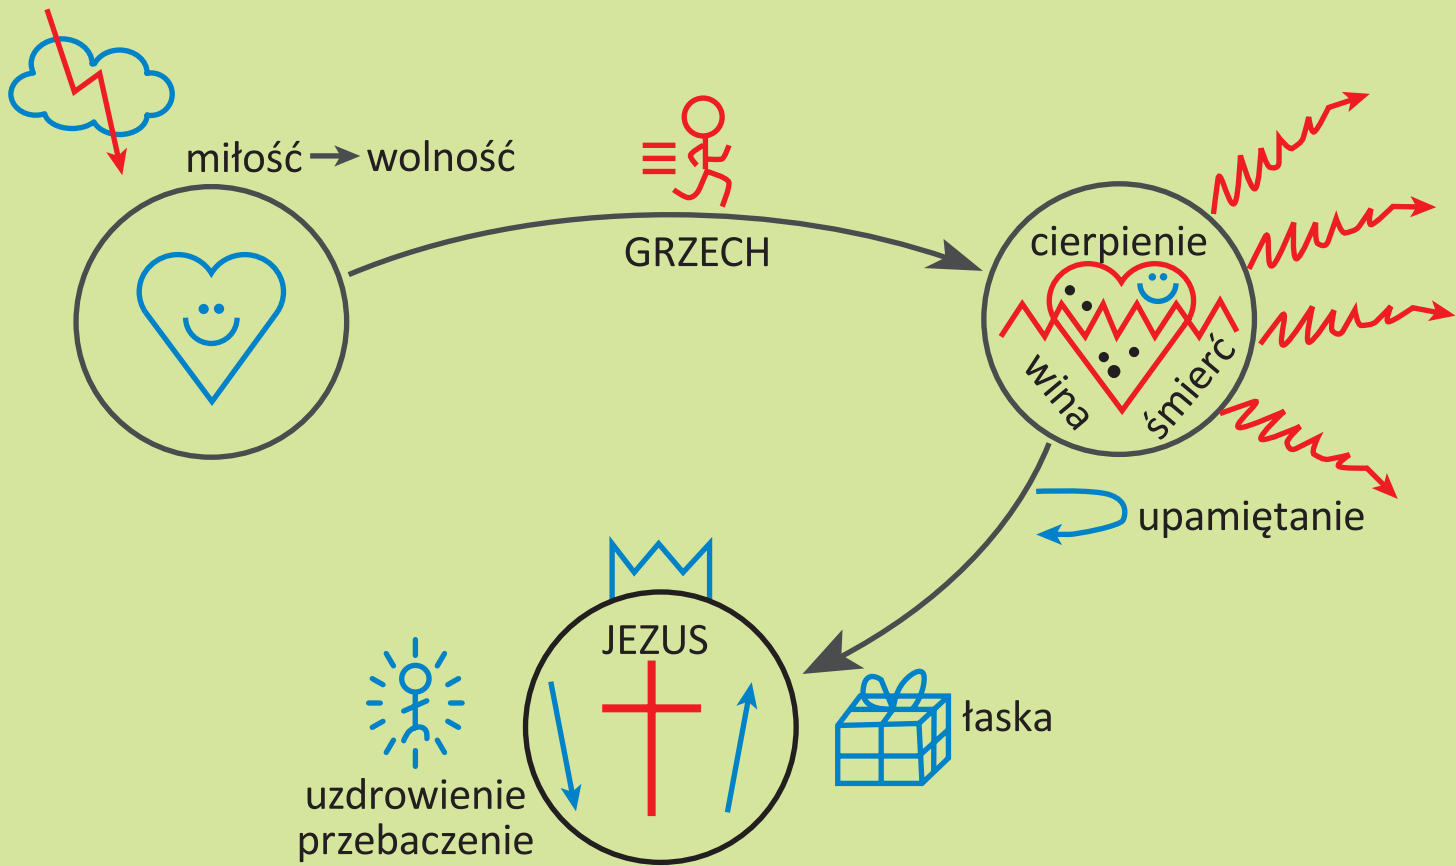 miłość → wolność
GRZECH
cierpienie
wina
śmierć
upamiętanie
JEZUS
łaska
uzdrowienie
przebaczenie